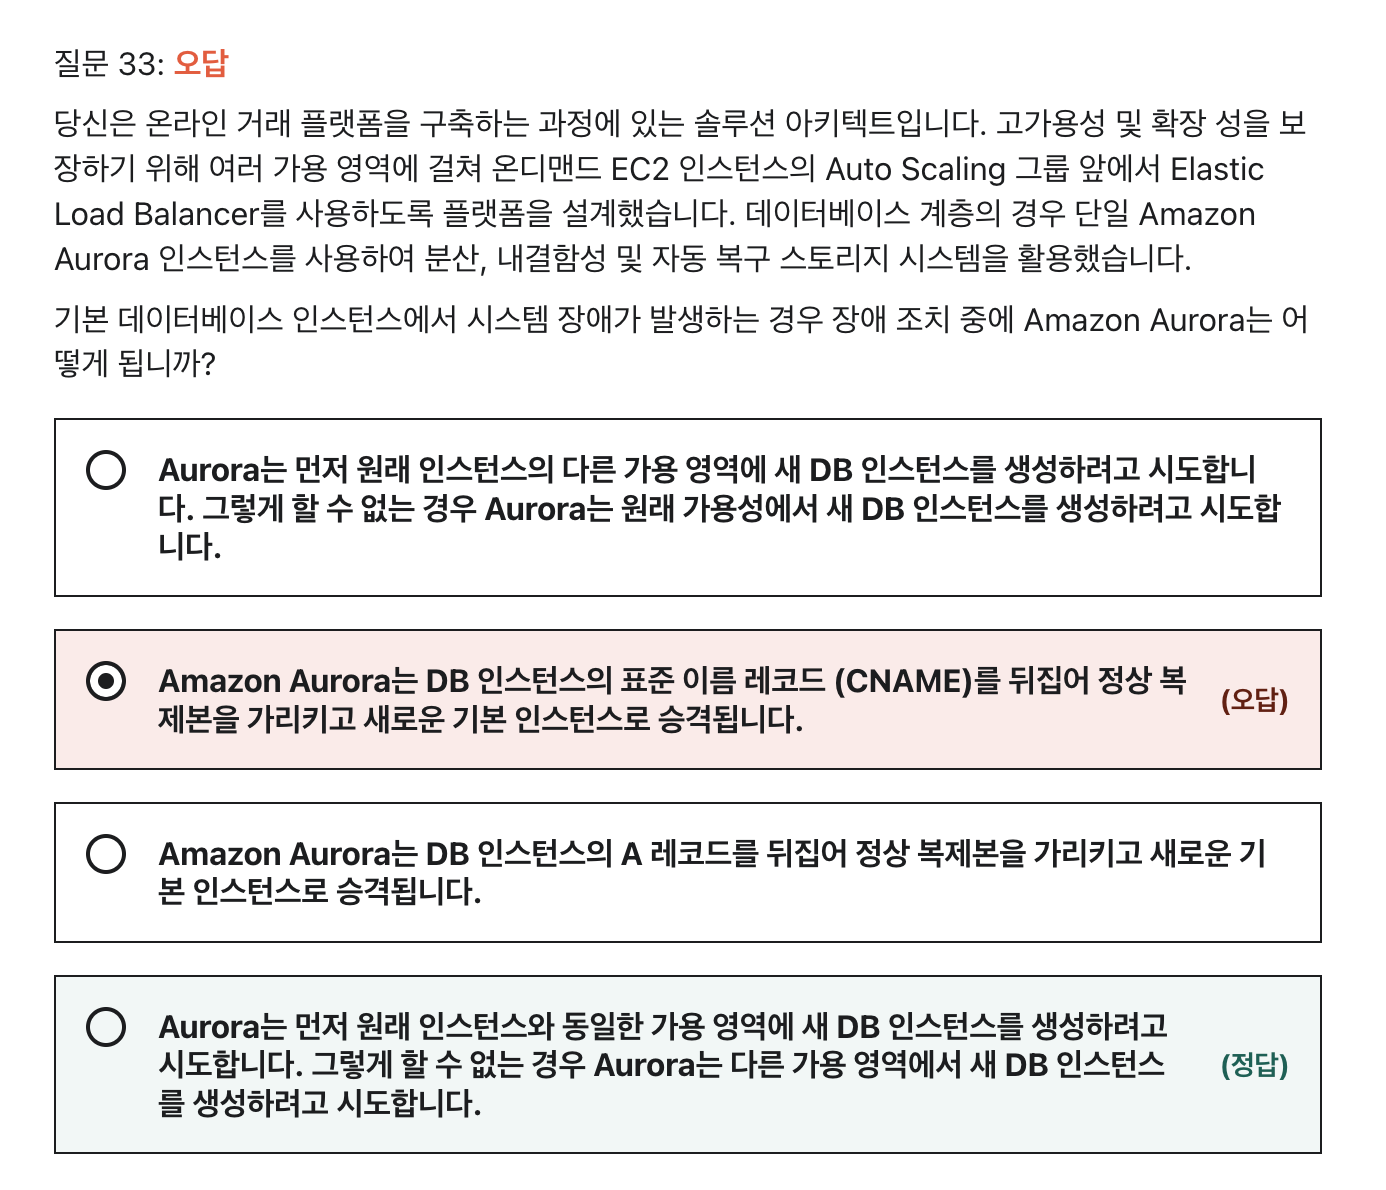 질문 33: 오답
당신은 온라인 거래 플랫폼을 구축하는 과정에 있는 솔루션 아키텍트입니다. 고가용성 및 확장 성을 보
장하기 위해 여러 가용 영역에 걸쳐 온디맨드 EC2 인스턴스의 Auto Scaling 그룹 앞에서 Elastic
Load Balancer를 사용하도록 플랫폼을 설계했습니다. 데이터베이스 계층의 경우 단일 Amazon
Aurora 인스턴스를 사용하여 분산, 내결함성 및 자동 복구 스토리지 시스템을 활용했습니다.
기본 데이터베이스 인스턴스에서 시스템 장애가 발생하는 경우 장애 조치 중에 Amazon Aurora는 어
떻게 됩니까?
Aurora는 먼저 원래 인스턴스의 다른 가용 영역에 새 DB 인스턴스를 생성하려고 시도합니
다. 그렇게 할 수 없는 경우 Aurora는 원래 가용성에서 새 DB 인스턴스를 생성하려고 시도합
니다.
Amazon Aurora는 DB 인스턴스의 표준 이름 레코드 (CNAME)를 뒤집어 정상 복
제본을 가리키고 새로운 기본 인스턴스로 승격됩니다.
(오답)
Amazon Aurora는 DB 인스턴스의 A 레코드를 뒤집어 정상 복제본을 가리키고 새로운 기
본 인스턴스로 승격됩니다.
Aurora는 먼저 원래 인스턴스와 동일한 가용 영역에 새 DB 인스턴스를 생성하려고
시도합니다. 그렇게 할 수 없는 경우 Aurora는 다른 가용 영역에서 새 DB 인스턴스
를 생성하려고 시도합니다.
(정답)